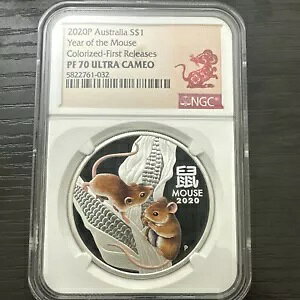 2020P Australia S$1
Year of the Mouse
Colorized-First Releases
PF 70 ULTRA CAMEO
5822761-032
NGC
鼠
MOUSE
2020
P